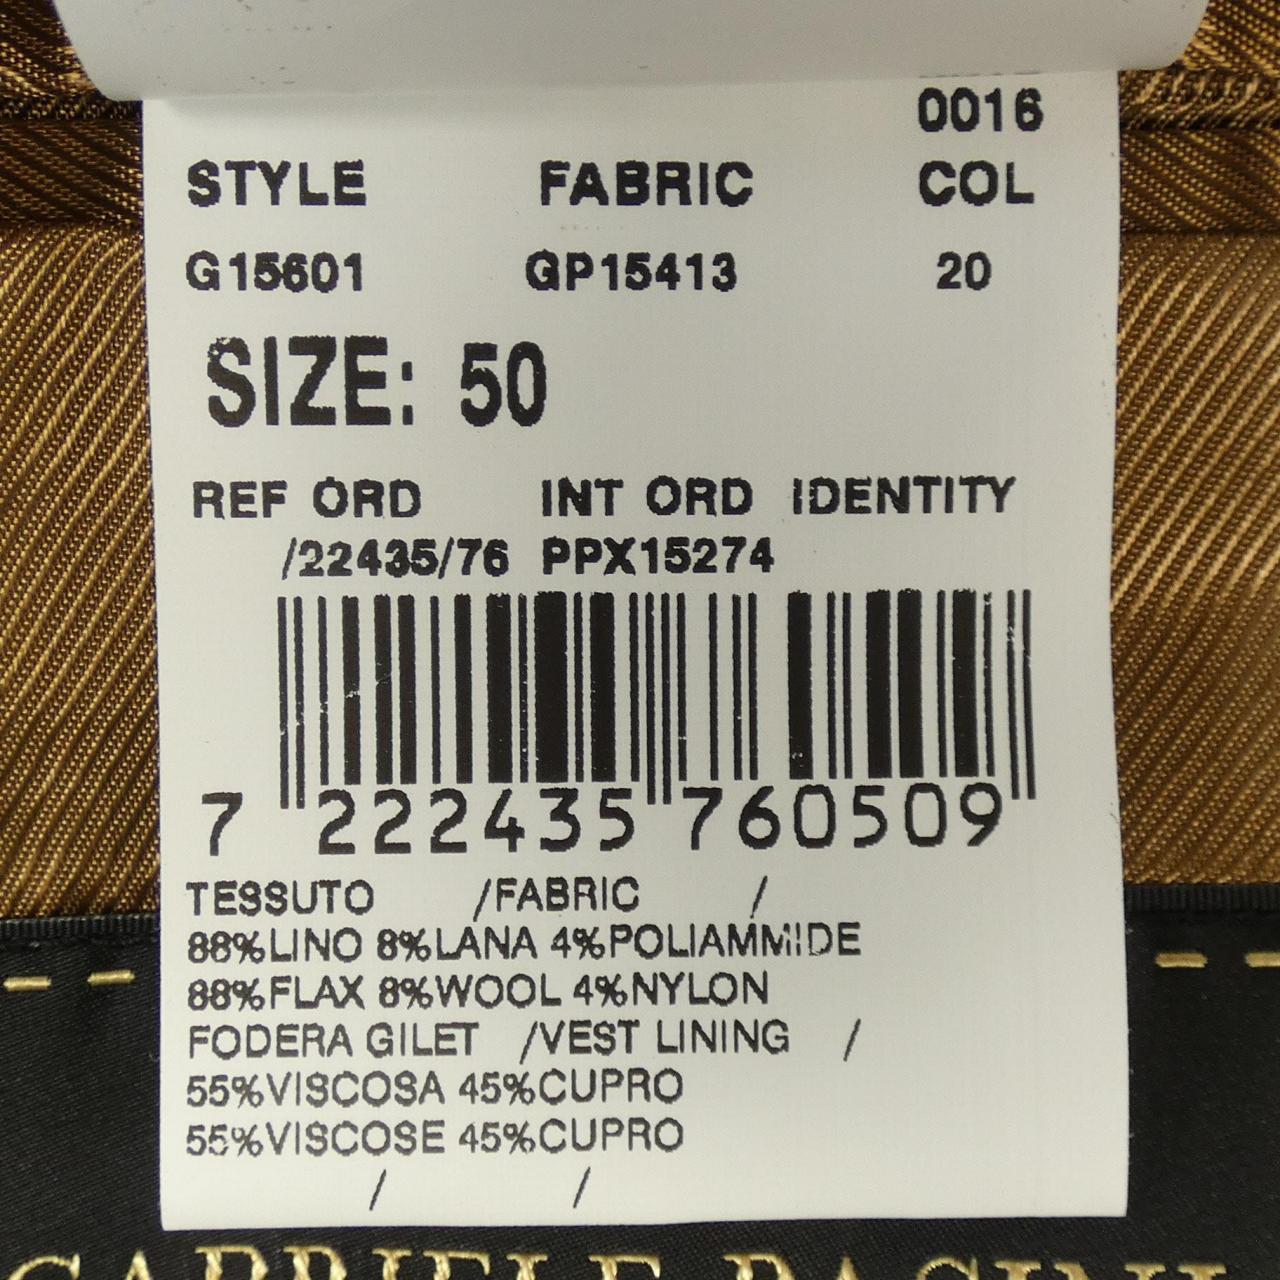 0016
STYLE FABRIC COL
G15601 GP15413 20
SIZE: 50
REF ORD INT ORD IDENTITY
/22435/76 PPX15274
7 222435 760509
TESSUTO /FABRIC /
88%LINO 8%LANA 4%POLIAMMIDE
88%FLAX 8%WOOL 4%NYLON
FODERA GILET /VEST LINING /
55%VISCOSA 45%CUPRO
55%VISCOSE 45%CUPRO
/ /
GABRIELE PASINI